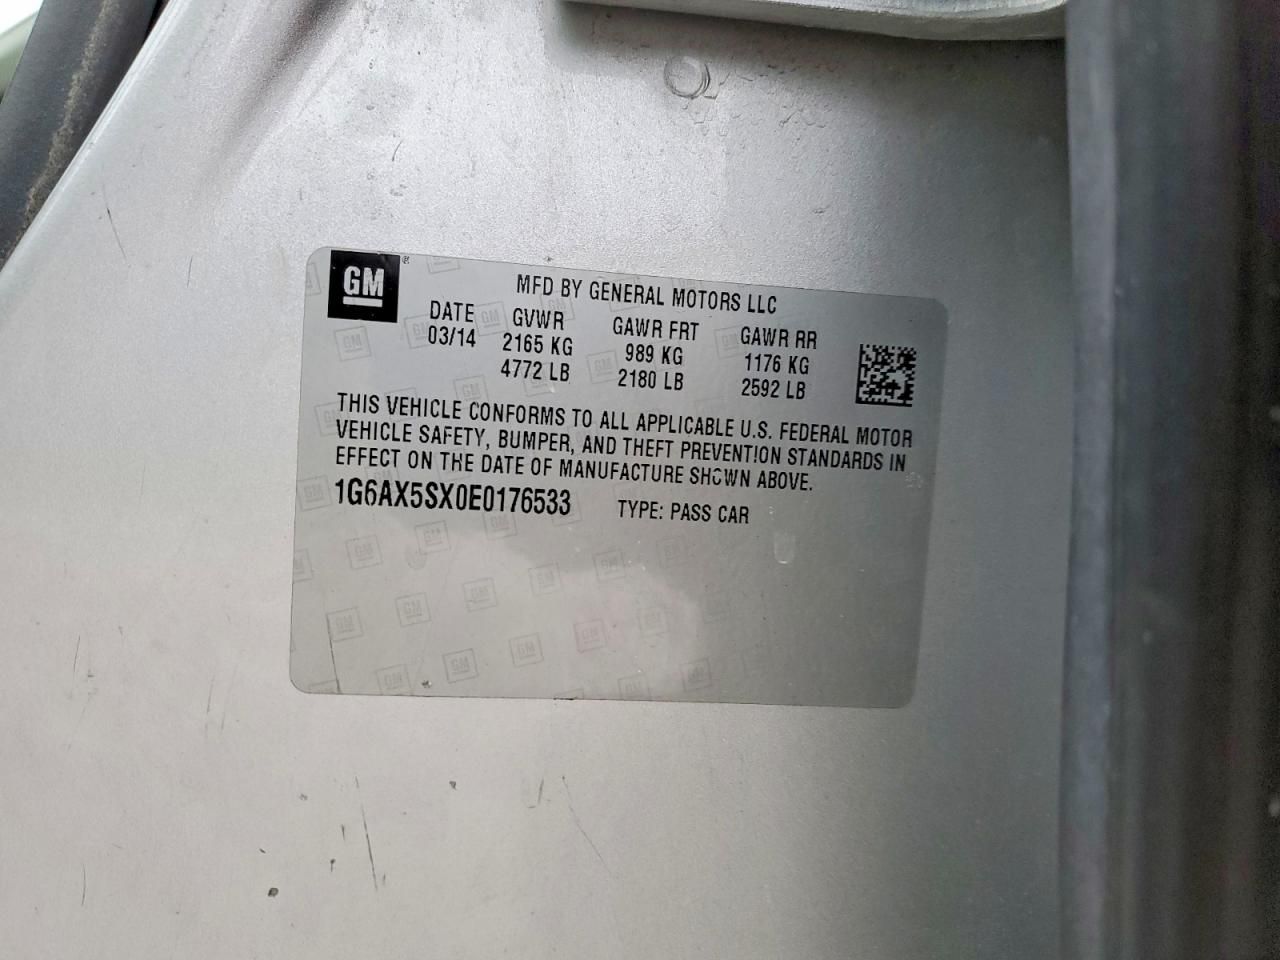 GM
MFD BY GENERAL MOTORS LLC
DATE GVWR GAWR FRT GAWR RR
03/14 2165 KG 989 KG 1176 KG
4772 LB 2180 LB 2592 LB
THIS VEHICLE CONFORMS TO ALL APPLICABLE U.S. FEDERAL MOTOR
VEHICLE SAFETY, BUMPER, AND THEFT PREVENTION STANDARDS IN
EFFECT ON THE DATE OF MANUFACTURE SHOWN ABOVE.
1G6AX5SX0E0176533 TYPE: PASS CAR